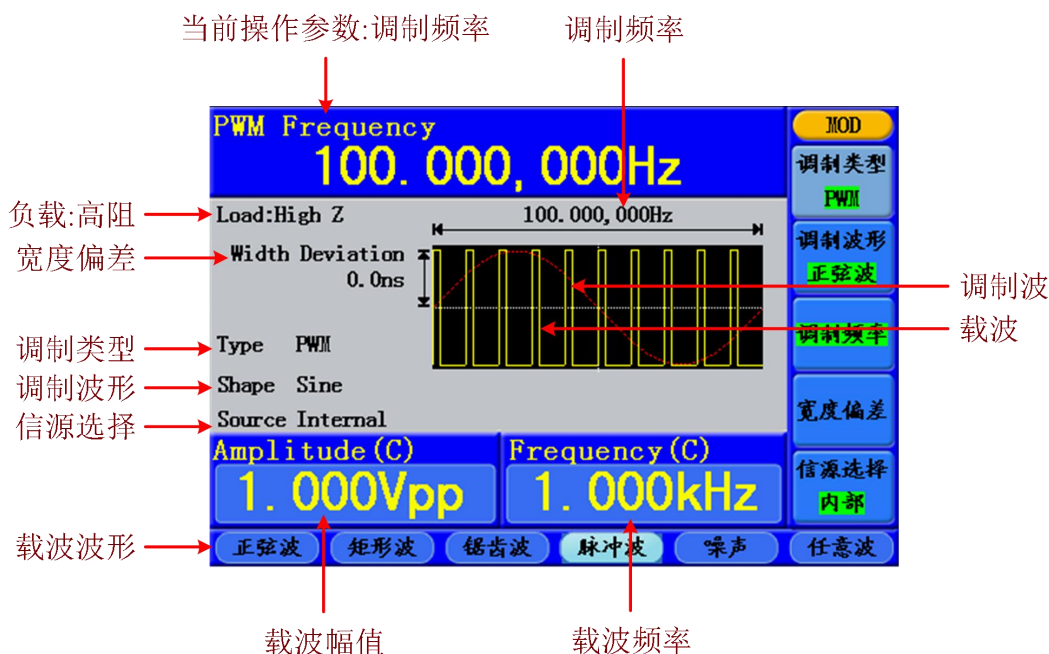 当前操作参数:调制频率
调制频率
PWM Frequency
100.000,000Hz
MOD
调制类型
PWM
负载:高阻
Load:High Z
100.000,000Hz
宽度偏差
Width Deviation
0.0ns
调制波形
正弦波
调制波
载波
调制频率
调制类型
Type PWM
调制波形
Shape Sine
信源选择
Source Internal
宽度偏差
Amplitude(C)
1.000Vpp
Frequency(C)
1.000kHz
信源选择
内部
载波波形
正弦波
矩形波
锯齿波
脉冲波
噪声
任意波
载波幅值
载波频率